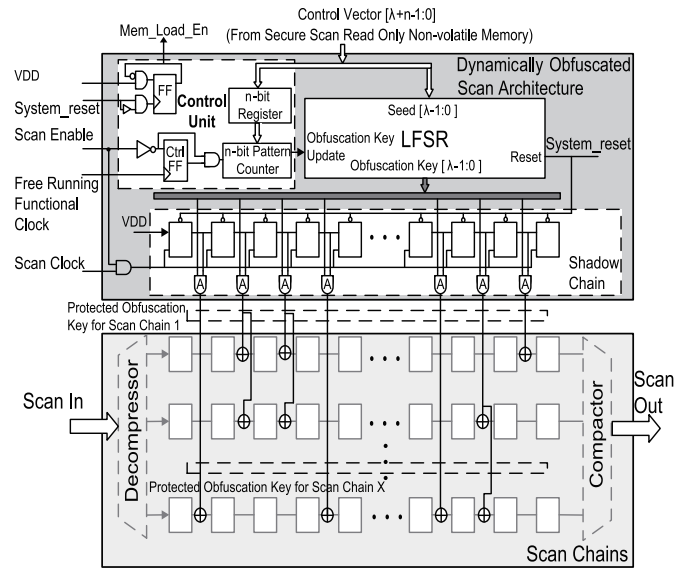 Control Vector [λ+n-1:0]
(From Secure Scan Read Only Non-volatile Memory)
Mem_Load_En
Dynamically Obfuscated
Scan Architecture
VDD
System_reset
Scan Enable
Free Running
Functional
Clock
Scan Clock
FF
Control
Unit
Ctrl
FF
n-bit
Register
n-bit Pattern
Counter
Seed [λ-1:0]
Obfuscation Key
Update
LFSR
Obfuscation Key [λ-1:0]
Reset
System_reset
VDD
Shadow
Chain
A A A A A A A
Protected Obfuscation
Key for Scan Chain 1
Scan In
Decompressor
Compactor
Scan
Out
Protected Obfuscation Key for Scan Chain X
Scan Chains